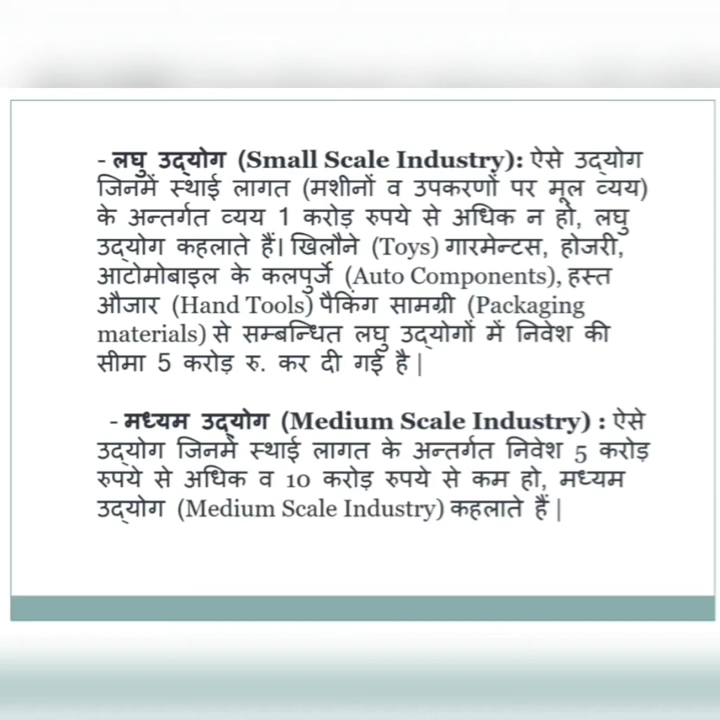 - लघु उद्योग (Small Scale Industry): ऐसे उद्योग
जिनमें स्थाई लागत (मशीनों व उपकरणों पर मूल व्यय)
के अन्तर्गत व्यय 1 करोड़ रुपये से अधिक न हो, लघु
उद्योग कहलाते हैं| खिलौने (Toys) गारमेन्टस, होजरी,
आटोमोबाइल के कलपुर्जे (Auto Components), हस्त
औजार (Hand Tools) पैकिंग सामग्री (Packaging
materials) से सम्बन्धित लघु उद्योगों में निवेश की
सीमा 5 करोड़ रु. कर दी गई है |
- मध्यम उद्योग (Medium Scale Industry) : ऐसे
उद्योग जिनमें स्थाई लागत के अन्तर्गत निवेश 5 करोड़
रुपये से अधिक व 10 करोड़ रुपये से कम हो, मध्यम
उद्योग (Medium Scale Industry) कहलाते हैं |